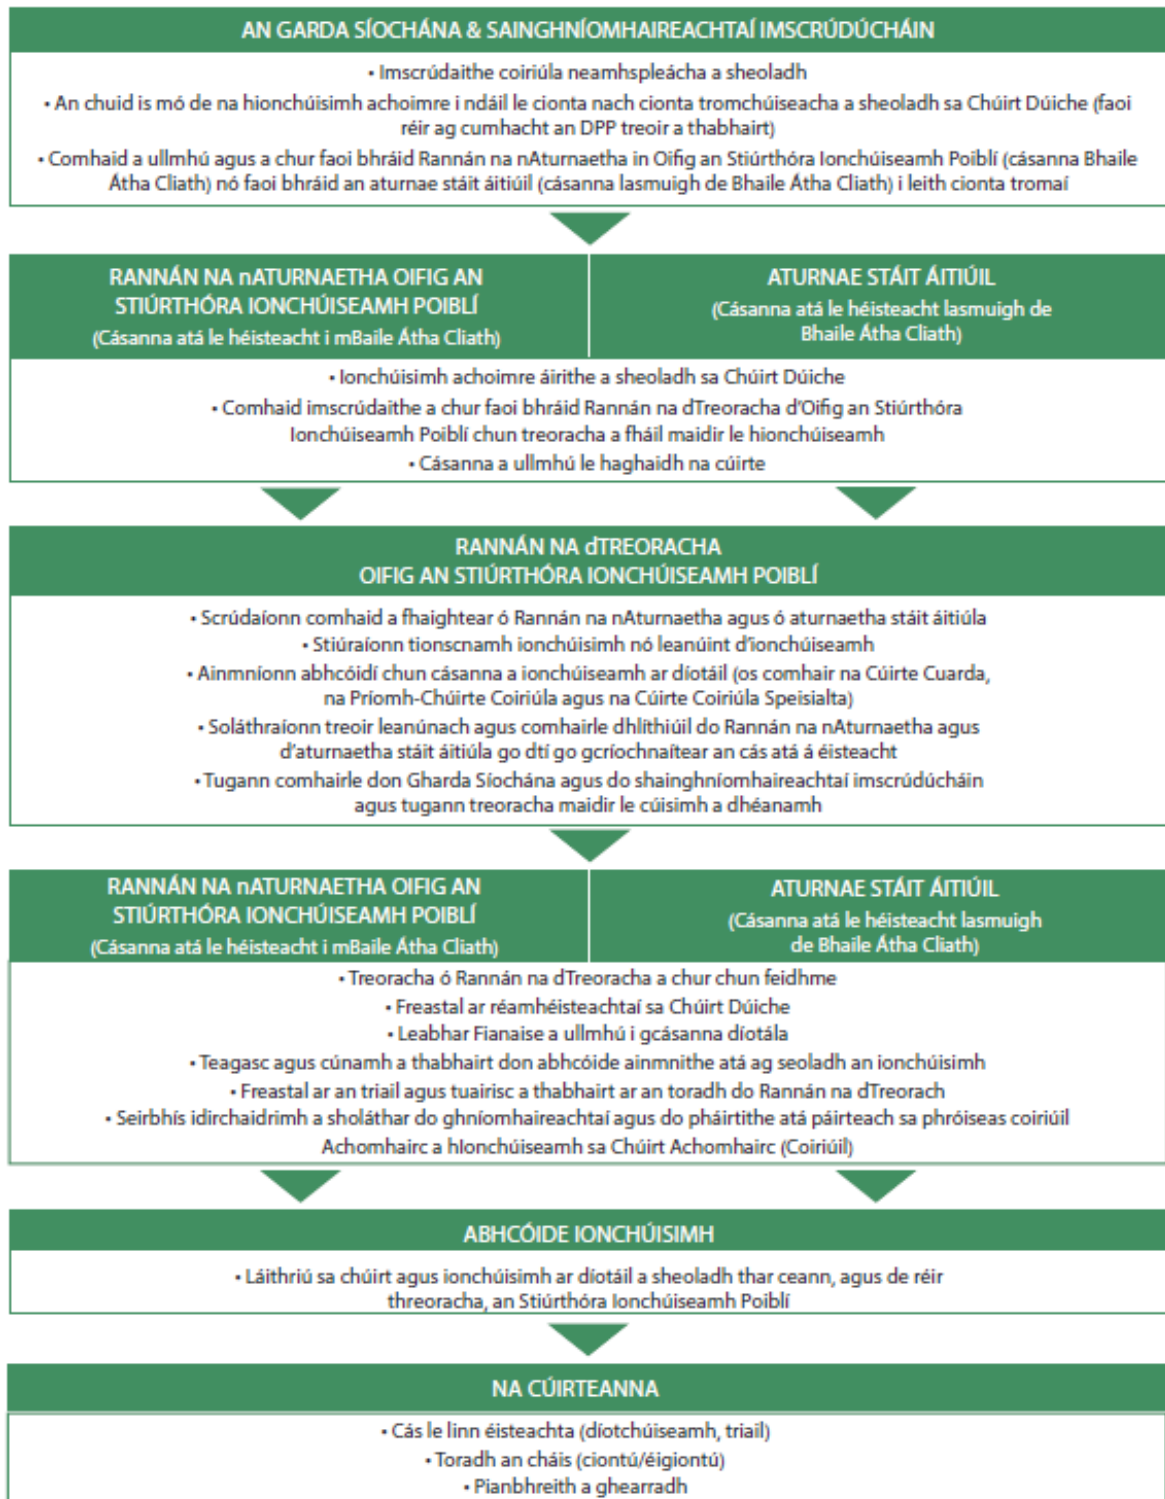 AN GARDA SÍOCHÁNA & SAINGHNÍOMHAIREACHTAÍ IMSCRÚDÚCHÁIN
• Imscrúdaithe coiriúla neamhspleácha a sheoladh
• An chuid is mó de na hionchúisimh achoimre i ndáil le cionta nach cionta tromchúiseacha a sheoladh sa Chúirt Dúiche (faoi
réir ag cumhacht an DPP treoir a thabhairt)
• Comhaid a ullmhú agus a chur faoi bhráid Rannán na nAturnaetha in Oifig an Stiúrthóra Ionchúiseamh Poiblí (cásanna Bhaile
Átha Cliath) nó faoi bhráid an aturnae stáit áitiúil (cásanna lasmuigh de Bhaile Átha Cliath) i leith cionta tromaí
RANNÁN NA nATURNAETHA OIFIG AN
STIÚRTHÓRA IONCHÚISEAMH POIBLÍ
(Cásanna atá le héisteacht i mBaile Átha Cliath)
ATURNAE STÁIT ÁITIÚIL
(Cásanna atá le héisteacht lasmuigh de
Bhaile Átha Cliath)
• Ionchúisimh achoimre áirithe a sheoladh sa Chúirt Dúiche
• Comhaid imscrúdaithe a chur faoi bhráid Rannán na dTreoracha d'Oifig an Stiúrthóra
Ionchúiseamh Poiblí chun treoracha a fháil maidir le hionchúiseamh
• Cásanna a ullmhú le haghaidh na cúirte
RANNÁN NA dTREORACHA
OIFIG AN STIÚRTHÓRA IONCHÚISEAMH POIBLÍ
• Scrúdaíonn comhaid a fhaightear ó Rannán na nAturnaetha agus ó aturnaetha stáit áitiúla
• Stiúraíonn tionscnamh ionchúisimh nó leanúint d'ionchúiseamh
• Ainmníonn abhcóidí chun cásanna a ionchúiseamh ar díotáil (os comhair na Cúirte Cuarda,
na Príomh-Chúirte Coiriúla agus na Cúirte Coiriúla Speisialta)
• Soláthraíonn treoir leanúnach agus comhairle dhlíthiúil do Rannán na nAturnaetha agus
d'aturnaetha stáit áitiúla go dtí go gcríochnaítear an cás atá á éisteacht
• Tugann comhairle don Gharda Síochána agus do shainghníomhaireachtaí imscrúdúcháin
agus tugann treoracha maidir le cúisimh a dhéanamh
RANNÁN NA nATURNAETHA OIFIG AN
STIÚRTHÓRA IONCHÚISEAMH POIBLÍ
(Cásanna atá le héisteacht i mBaile Átha Cliath)
ATURNAE STÁIT ÁITIÚIL
(Cásanna atá le héisteacht lasmuigh
de Bhaile Átha Cliath)
• Treoracha ó Rannán na dTreoracha a chur chun feidhme
• Freastal ar réamhéisteachtaí sa Chúirt Dúiche
• Leabhar Fianaise a ullmhú i gcásanna díotála
• Teagasc agus cúnamh a thabhairt don abhcóide ainmnithe atá ag seoladh an ionchúisimh
• Freastal ar an triail agus tuairisc a thabhairt ar an toradh do Rannán na dTreorach
• Seirbhís idirchaidrimh a sholáthar do ghníomhaireachtaí agus do pháirtithe atá páirteach sa phróiseas coiriúil
Achomhairc a hIonchúiseamh sa Chúirt Achomhairc (Coiriúil)
ABHCÓIDE IONCHÚISIMH
• Láithriú sa chúirt agus ionchúisimh ar díotáil a sheoladh thar ceann, agus de réir
threoracha, an Stiúrthóra Ionchúiseamh Poiblí
NA CÚIRTEANNA
• Cás le linn éisteachta (díotchúiseamh, triail)
• Toradh an cháis (ciontú/éigiontú)
• Pianbhreith a ghearradh